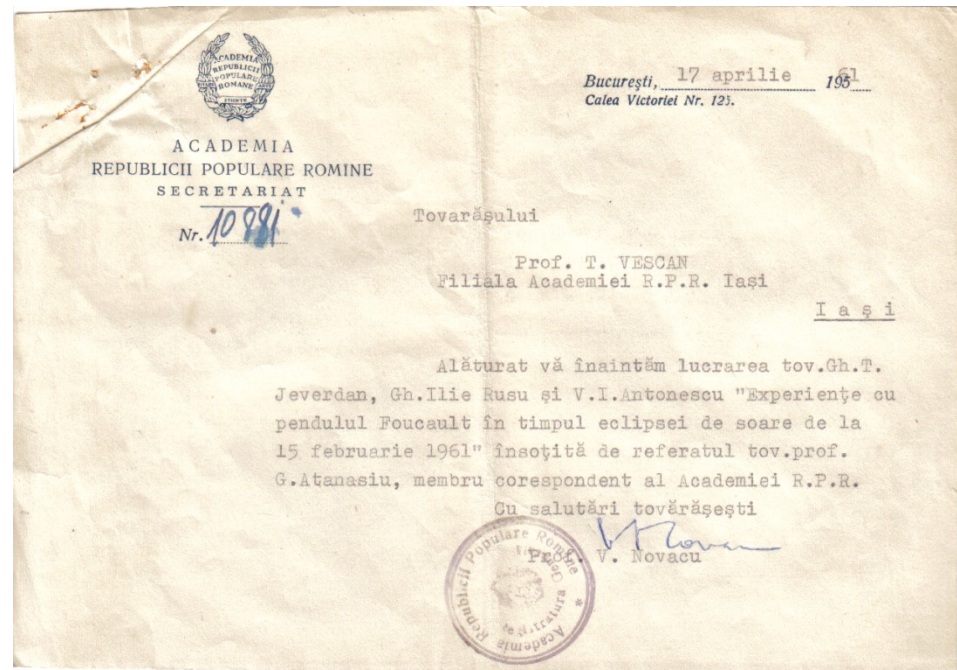 ACADEMIA
REPUBLICII
POPULARE
ROMANE
București, 17 aprilie 1961
Calea Victoriei Nr. 125.
ACADEMIA
REPUBLICII POPULARE ROMINE
SECRETARIAT
Nr. 10881
Tovarășului
Prof. T. VESCAN
Filiala Academiei R.P.R. Iași
Iași
Alăturat vă înaintăm lucrarea tov.Gh.T.
Jeverdan, Gh.Ilie Rusu și V.I.Antonescu "Experiențe cu
pendulul Foucault în timpul eclipsei de soare de la
15 februarie 1961" însoțită de referatul tov.prof.
G.Atanasiu, membru corespondent al Academiei R.P.R.
Cu salutări tovărășești
Prof. V. Novacu
Academia Republicii Populare Romîne